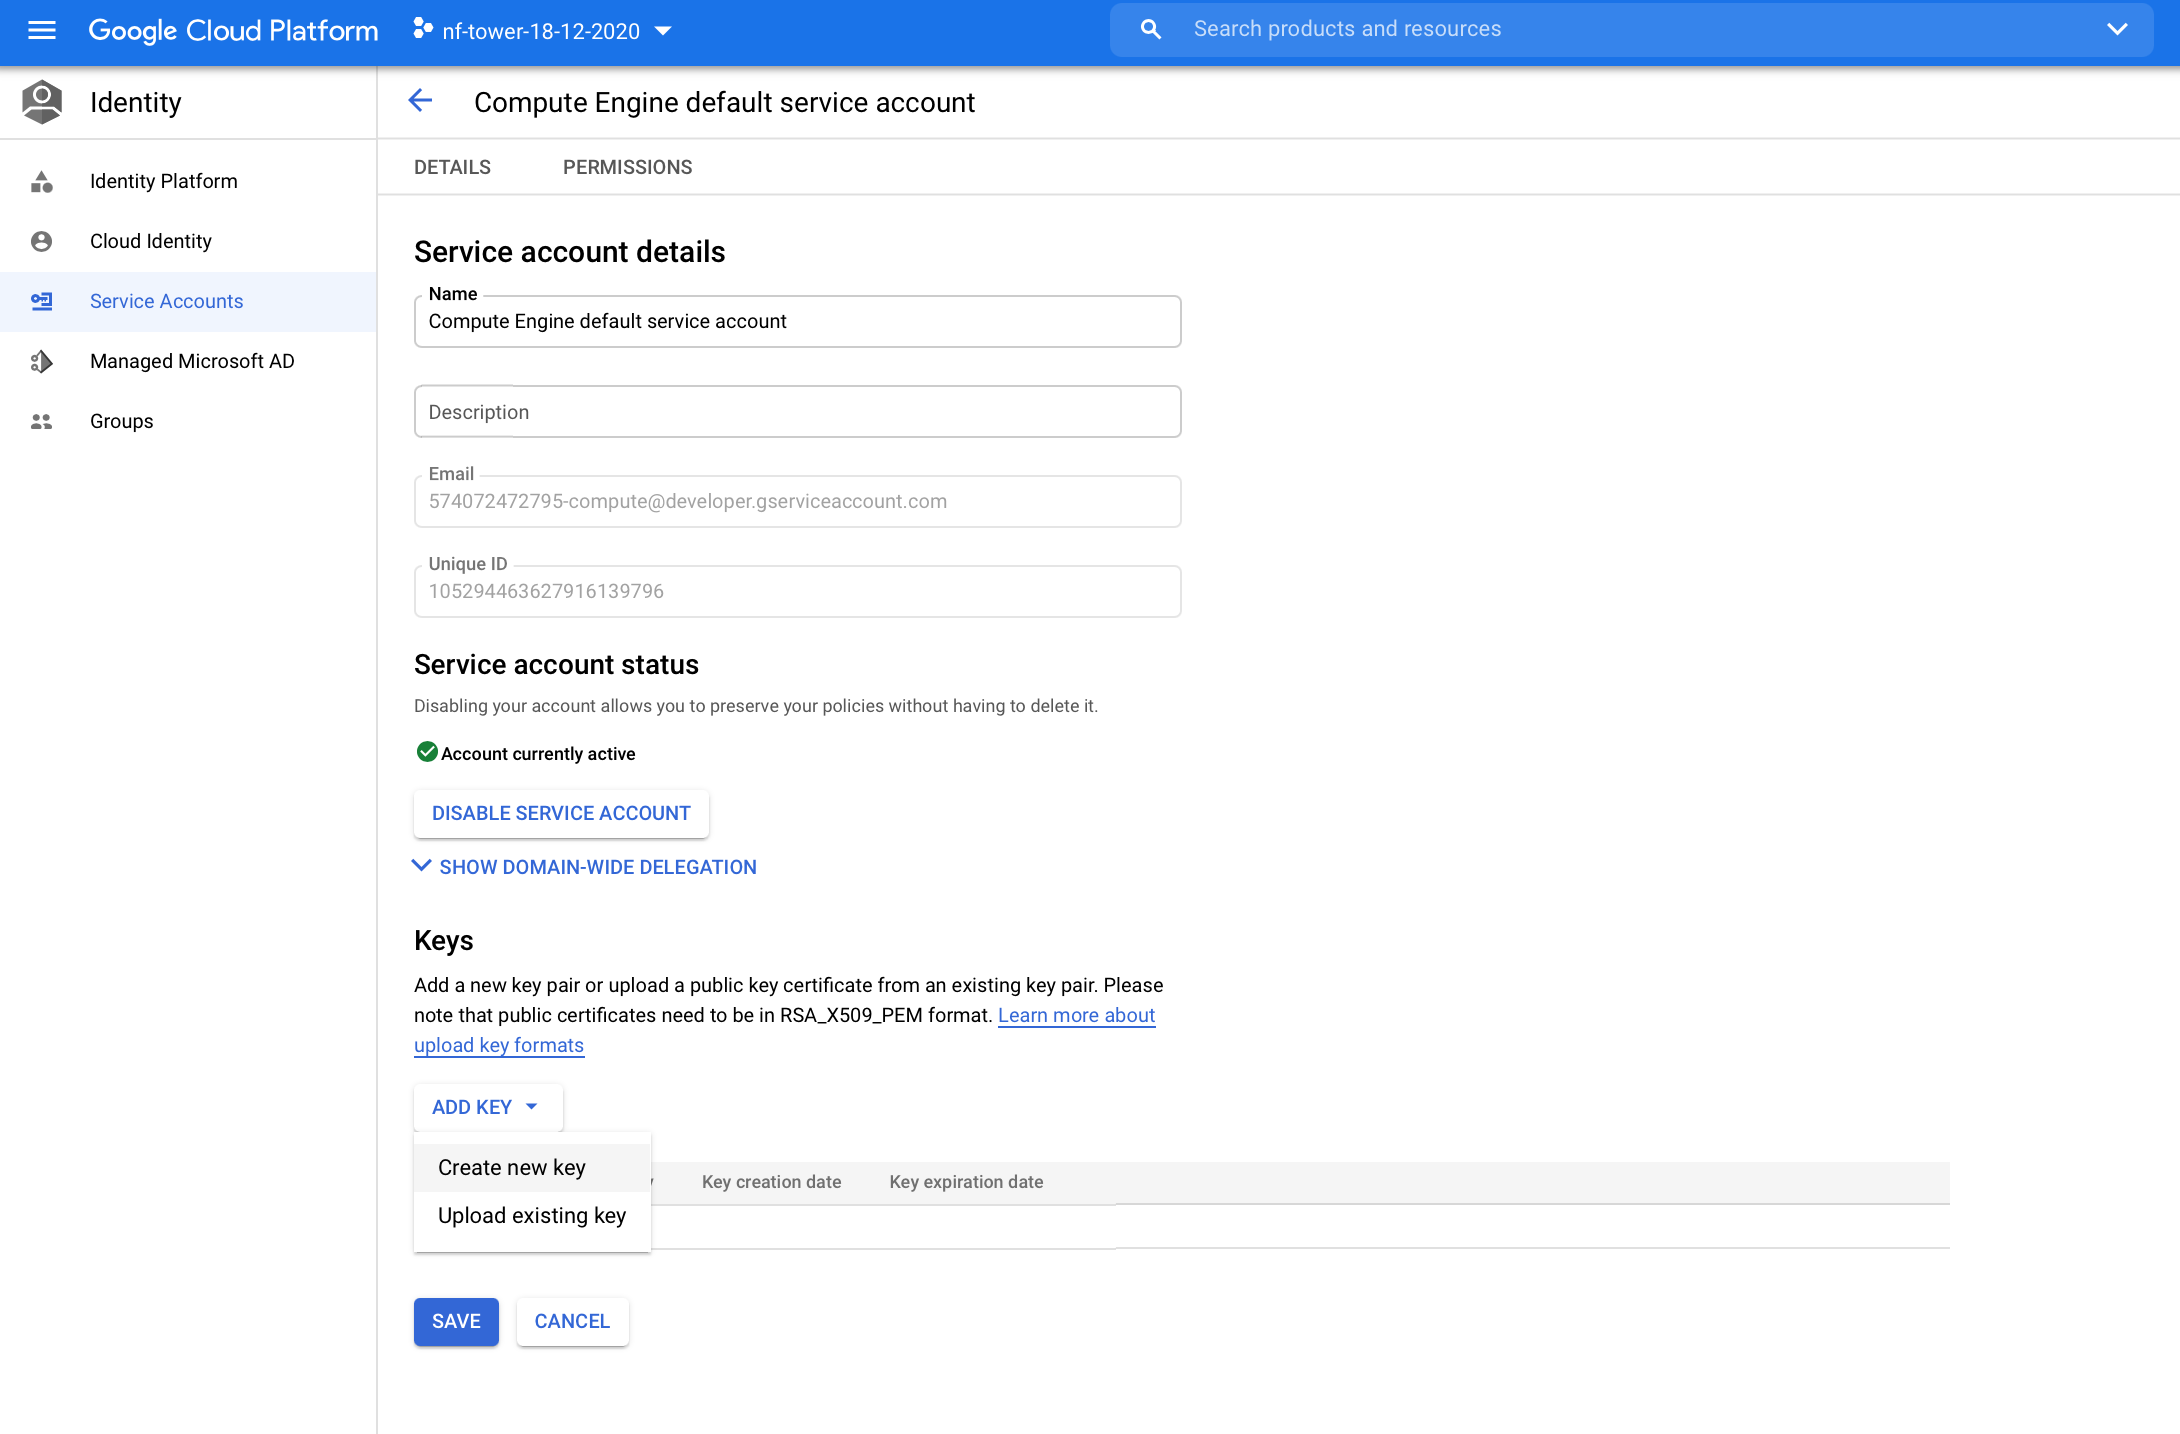 Google Cloud Platform
nf-tower-18-12-2020
Search products and resources
Identity
Compute Engine default service account
DETAILS
PERMISSIONS
Identity Platform
Cloud Identity
Service Accounts
Managed Microsoft AD
Groups
Service account details
Name
Compute Engine default service account
Description
Email
574072472795-compute@developer.gserviceaccount.com
Unique ID
105294463627916139796
Service account status
Disabling your account allows you to preserve your policies without having to delete it.
Account currently active
DISABLE SERVICE ACCOUNT
SHOW DOMAIN-WIDE DELEGATION
Keys
Add a new key pair or upload a public key certificate from an existing key pair. Please
note that public certificates need to be in RSA_X509_PEM format. Learn more about
upload key formats
ADD KEY
Create new key
Upload existing key
Key creation date
Key expiration date
SAVE
CANCEL